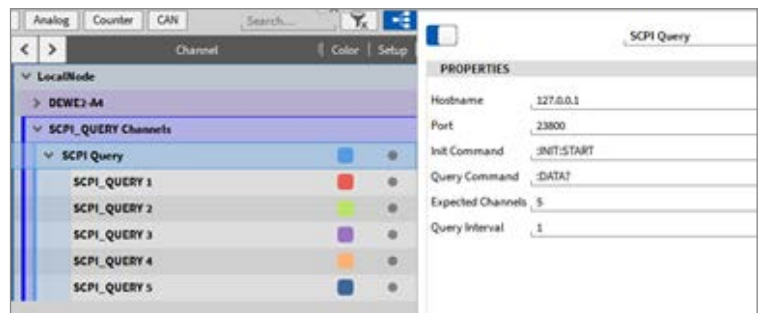 Analog Counter CAN Search...
Channel Color Setup
LocalNode
DEWE2-A4
SCPI_QUERY Channels
SCPI Query
SCPI_QUERY 1
SCPI_QUERY 2
SCPI_QUERY 3
SCPI_QUERY 4
SCPI_QUERY 5
SCPI Query
PROPERTIES
Hostname 127.0.0.1
Port 23800
Init Command :INIT:START
Query Command :DATA?
Expected Channels 5
Query Interval 1